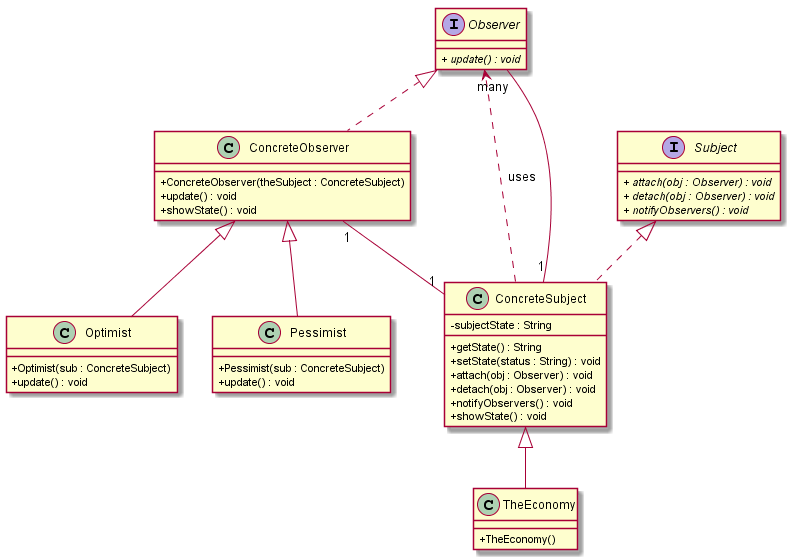 I Observer
+ update() : void
many
C ConcreteObserver
+ConcreteObserver(theSubject : ConcreteSubject)
+update() : void
+showState() : void
I Subject
+ attach(obj : Observer) : void
+ detach(obj : Observer) : void
+ notifyObservers() : void
uses
1
1
1
C Optimist
+Optimist(sub : ConcreteSubject)
+update() : void
C Pessimist
+Pessimist(sub : ConcreteSubject)
+update() : void
C ConcreteSubject
-subjectState : String
+getState() : String
+setState(status : String) : void
+attach(obj : Observer) : void
+detach(obj : Observer) : void
+notifyObservers() : void
+showState() : void
C TheEconomy
+TheEconomy()